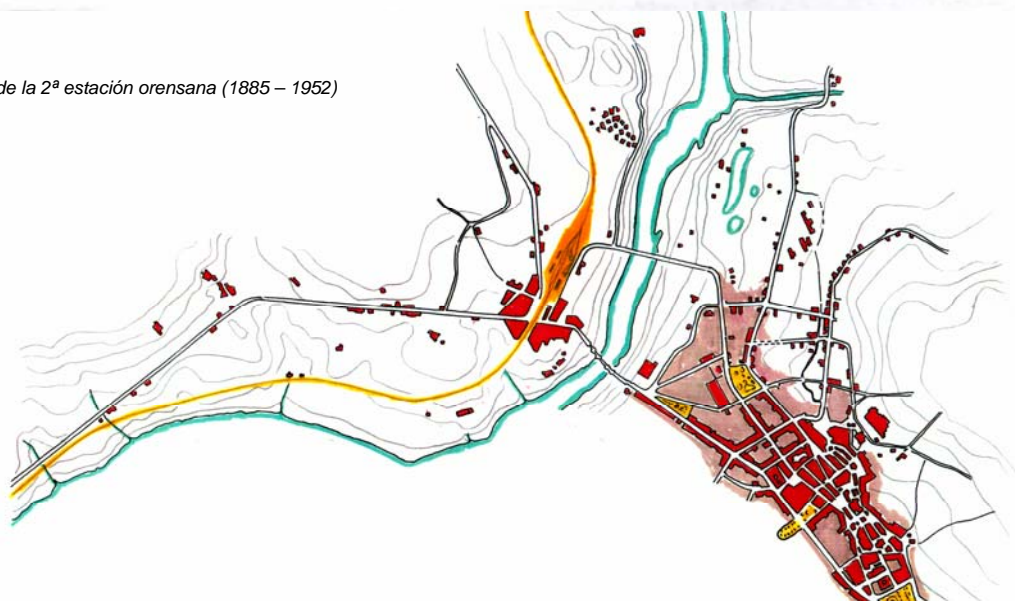 de la 2ª estación orensana (1885 – 1952)